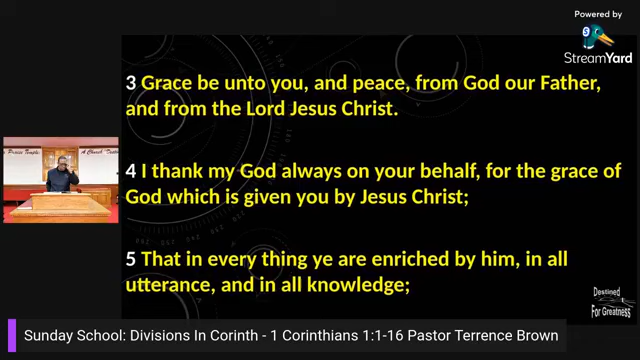 Powered by
StreamYard
3 Grace be unto you, and peace, from God our Father,
and from the Lord Jesus Christ.
4 I thank my God always on your behalf, for the grace of
God which is given you by Jesus Christ;
5 That in every thing ye are enriched by him, in all
utterance, and in all knowledge;
Praise Temple:
A Church
Destined
For Greatness
Sunday School: Divisions In Corinth - 1 Corinthians 1:1-16 Pastor Terrence Brown